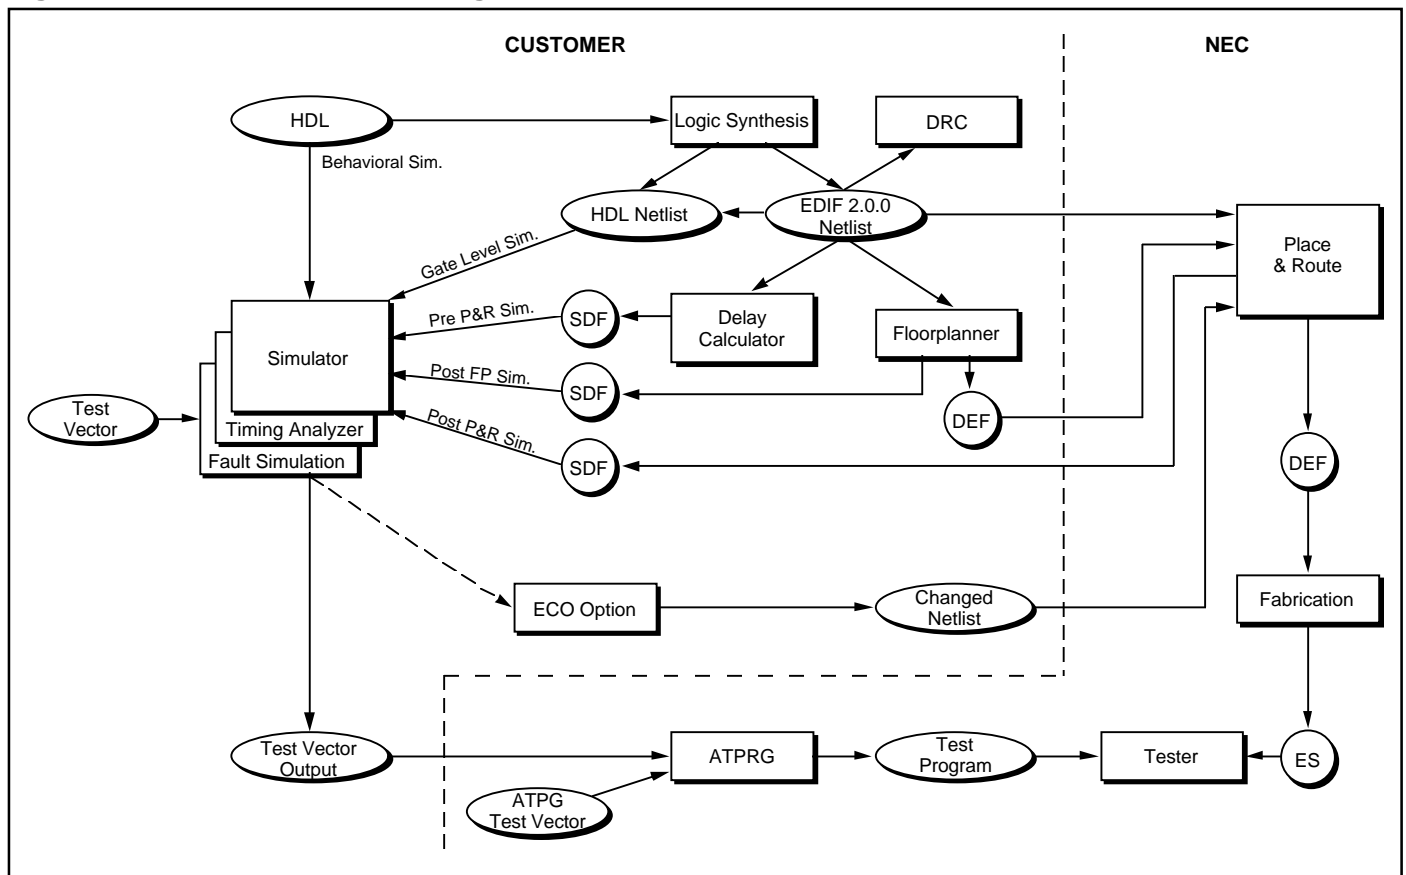 CUSTOMER
NEC
HDL
Logic Synthesis
DRC
Behavioral Sim.
HDL Netlist
EDIF 2.0.0
Netlist
Place
& Route
Gate Level Sim.
Pre P&R Sim.
SDF
Delay
Calculator
Floorplanner
Simulator
Post FP Sim.
SDF
Test
Vector
Timing Analyzer
Fault Simulation
Post P&R Sim.
SDF
DEF
DEF
ECO Option
Changed
Netlist
Fabrication
Test Vector
Output
ATPRG
Test
Program
Tester
ES
ATPG
Test Vector